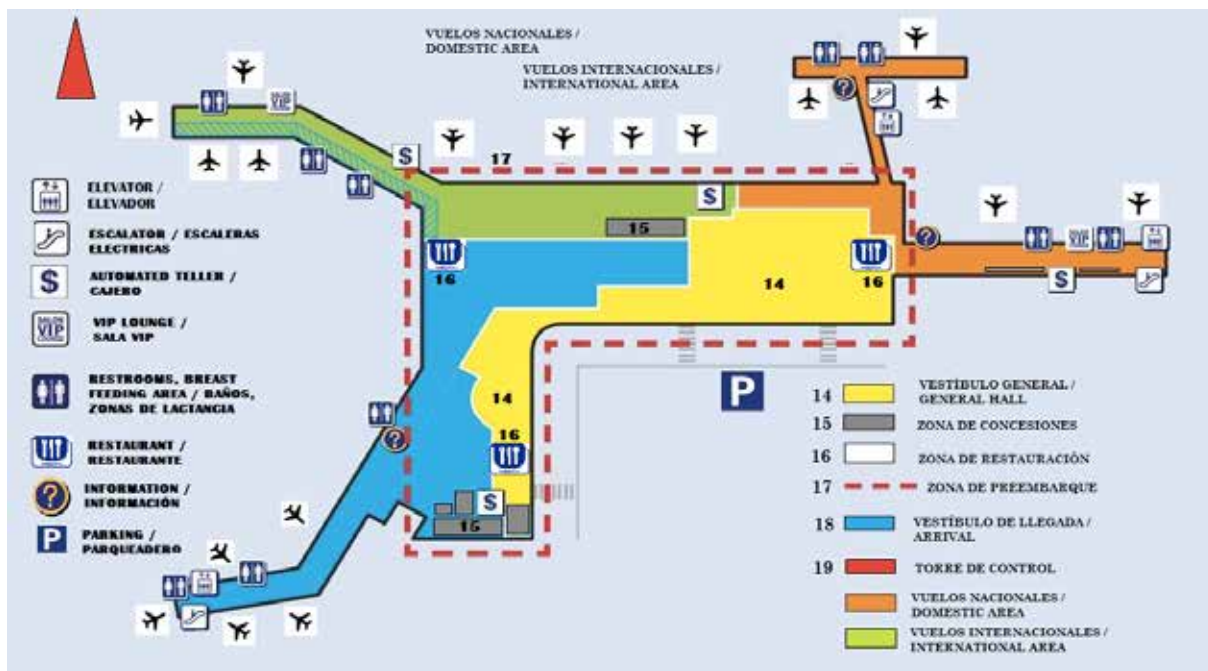 VUELOS NACIONALES /
DOMESTIC AREA
VUELOS INTERNACIONALES /
INTERNATIONAL AREA
17
15
16
14
16
14
16
15
ELEVATOR /
ELEVADOR
ESCALATOR / ESCALERAS
ELECTRICAS
S
AUTOMATED TELLER /
CAJERO
VIP
VIP LOUNGE /
SALA VIP
RESTROOMS, BREAST
FEEDING AREA / BAÑOS,
ZONAS DE LACTANCIA
RESTAURANT /
RESTAURANTE
?
INFORMATION /
INFORMACIÓN
P
PARKING /
PARQUEADERO
P
14 VESTÍBULO GENERAL /
GENERAL HALL
15 ZONA DE CONCESIONES
16 ZONA DE RESTAURACIÓN
17 ZONA DE PREEMBARQUE
18 VESTÍBULO DE LLEGADA /
ARRIVAL
19 TORRE DE CONTROL
VUELOS NACIONALES /
DOMESTIC AREA
VUELOS INTERNACIONALES /
INTERNATIONAL AREA